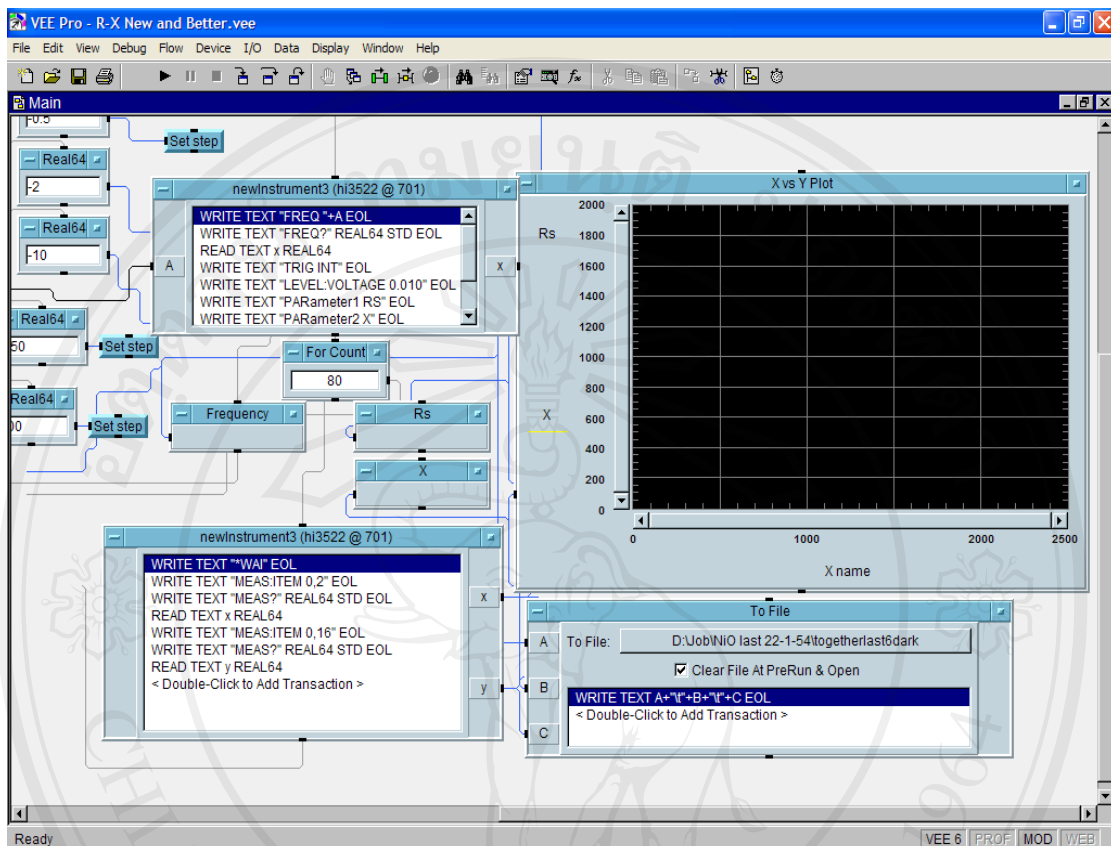 VEE Pro - R-X New and Better.vee
File Edit View Debug Flow Device I/O Data Display Window Help
Main
-0.5
Set step
Real64
-2
Real64
-10
Real64
50
Set step
Real64
00
Set step
newInstrument3 (hi3522 @ 701)
A
WRITE TEXT "FREQ "+A EOL
WRITE TEXT "FREQ?" REAL64 STD EOL
READ TEXT x REAL64
WRITE TEXT "TRIG INT" EOL
WRITE TEXT "LEVEL:VOLTAGE 0.010" EOL
WRITE TEXT "PARameter1 RS" EOL
WRITE TEXT "PARameter2 X" EOL
x
For Count
80
Frequency
Rs
X
newInstrument3 (hi3522 @ 701)
WRITE TEXT "*WAI" EOL
WRITE TEXT "MEAS:ITEM 0,2" EOL
WRITE TEXT "MEAS?" REAL64 STD EOL
READ TEXT x REAL64
WRITE TEXT "MEAS:ITEM 0,16" EOL
WRITE TEXT "MEAS?" REAL64 STD EOL
READ TEXT y REAL64
< Double-Click to Add Transaction >
x
y
X vs Y Plot
Rs
X
2000
1800
1600
1400
1200
1000
800
600
400
200
0
0 1000 2000 2500
X name
To File
A
B
C
To File: D:\Job\NiO last 22-1-54\togetherlast6dark
Clear File At PreRun & Open
WRITE TEXT A+"\t"+B+"\t"+C EOL
< Double-Click to Add Transaction >
Ready
VEE 6 PROF MOD WEB
1964